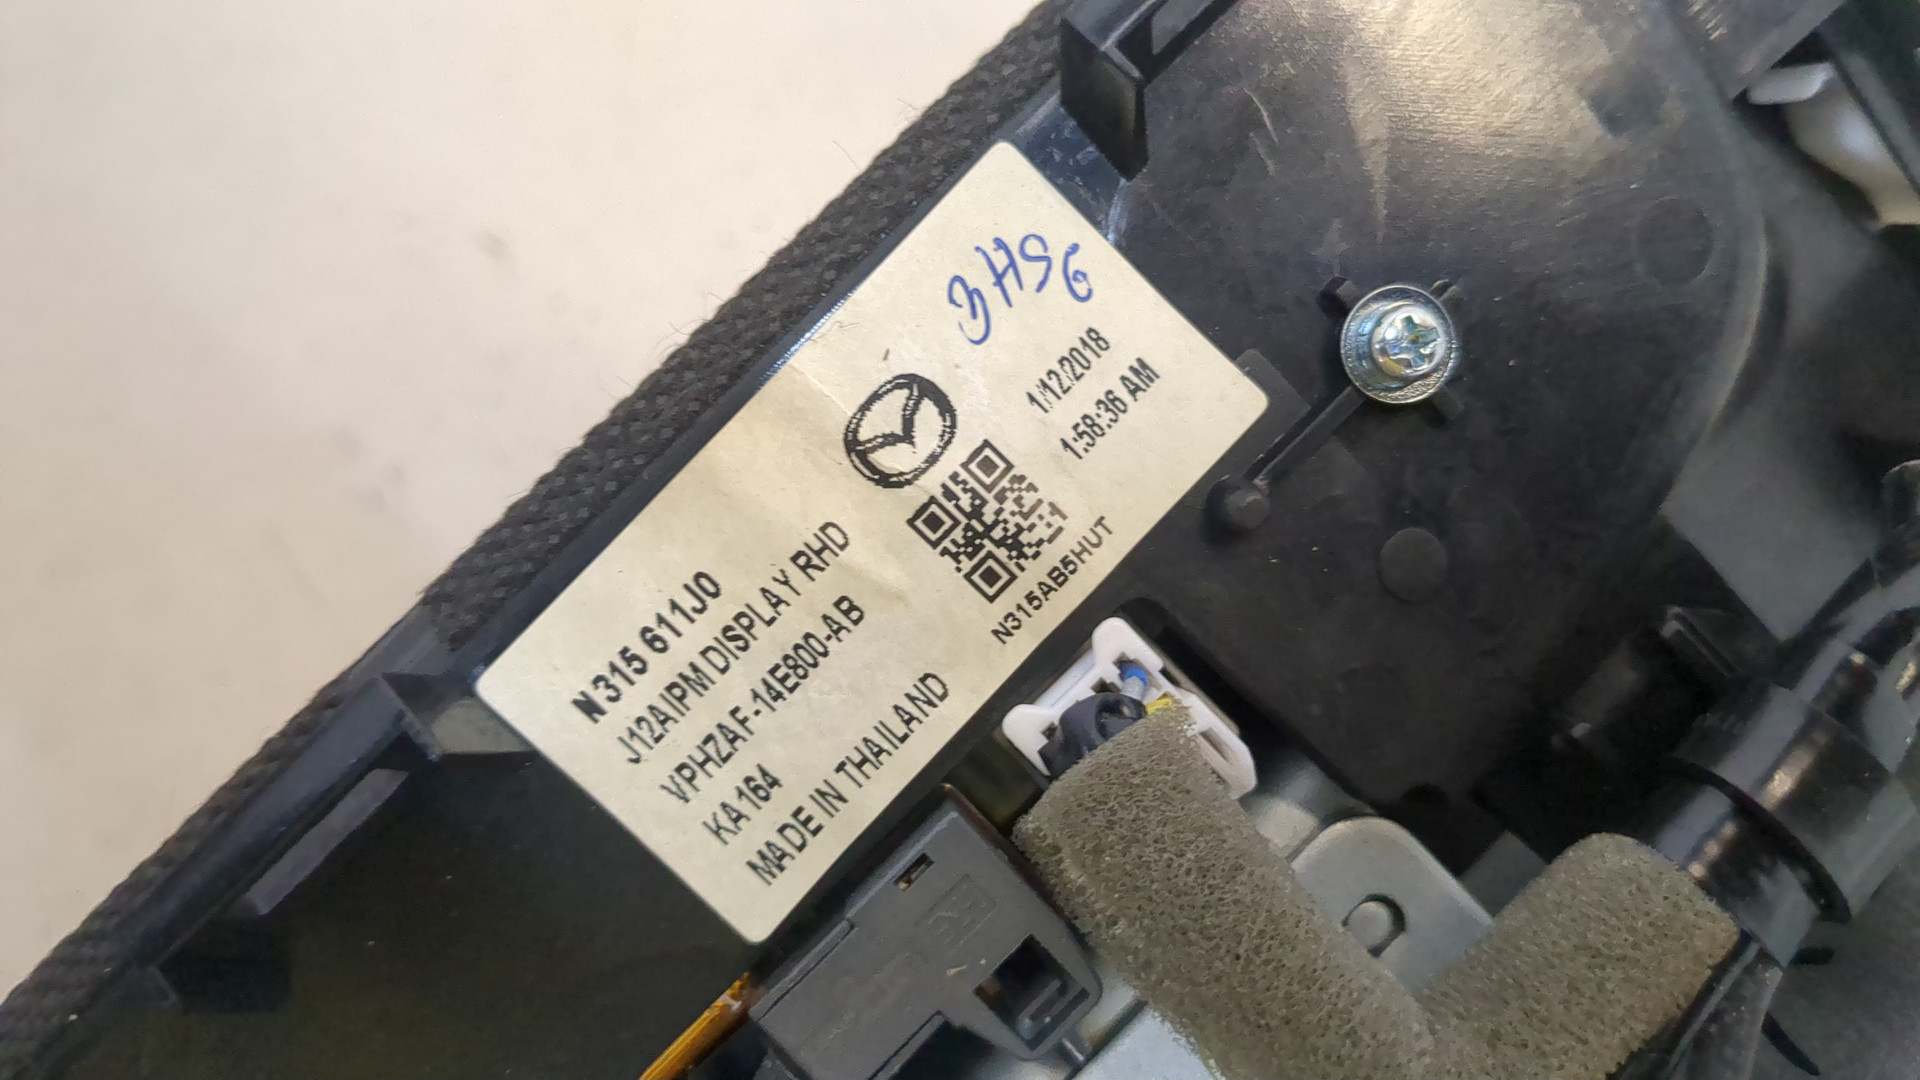 N315 611J0
J12A/IPM DISPLAY RHD
VPHZAF-14E800-AB
KA164
MADE IN THAILAND
N315AB5HUT
1/12/2018
1:58:36 AM